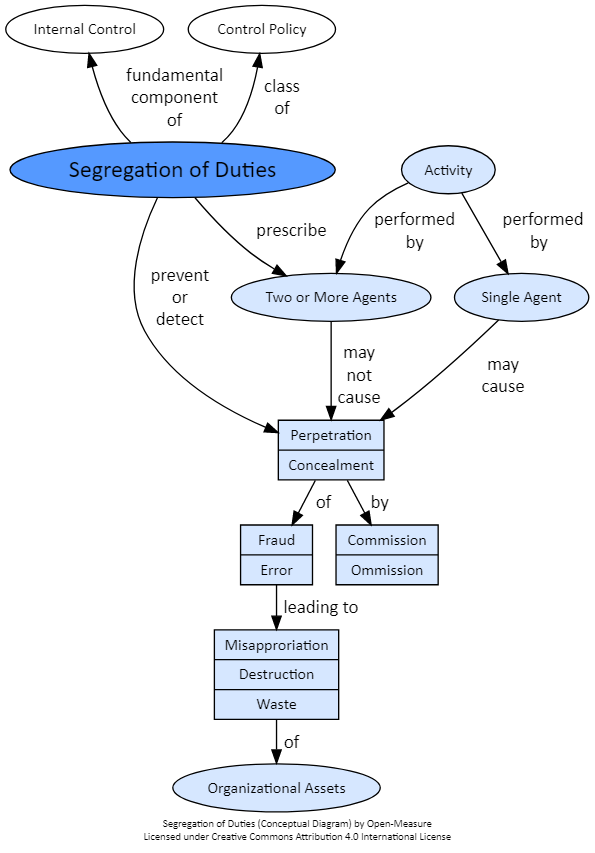 Internal Control
Control Policy
fundamental
component
of
class
of
Segregation of Duties
Activity
prescribe
performed
by
performed
by
prevent
or
detect
Two or More Agents
Single Agent
may
not
cause
may
cause
Perpetration
Concealment
of
by
Fraud
Error
Commission
Ommission
leading to
Misapproriation
Destruction
Waste
of
Organizational Assets
Segregation of Duties (Conceptual Diagram) by Open-Measure
Licensed under Creative Commons Attribution 4.0 International License